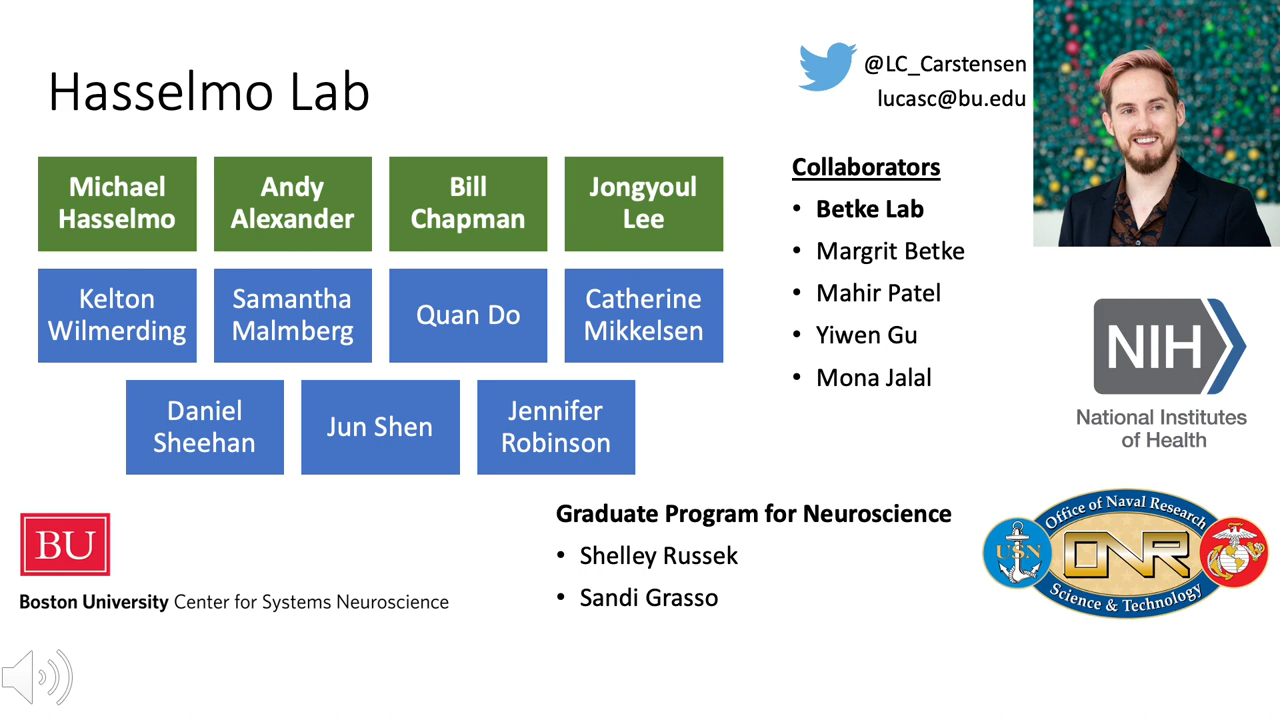 Hasselmo Lab
@LC_Carstensen
lucasc@bu.edu
Michael
Hasselmo
Andy
Alexander
Bill
Chapman
Jongyoul
Lee
Kelton
Wilmerding
Samantha
Malmberg
Quan Do
Catherine
Mikkelsen
Daniel
Sheehan
Jun Shen
Jennifer
Robinson
Collaborators
• Betke Lab
• Margrit Betke
• Mahir Patel
• Yiwen Gu
• Mona Jalal
NIH
National Institutes
of Health
Graduate Program for Neuroscience
• Shelley Russek
• Sandi Grasso
BU
Boston University Center for Systems Neuroscience
Office of Naval Research
USN
ONR
Science & Technology